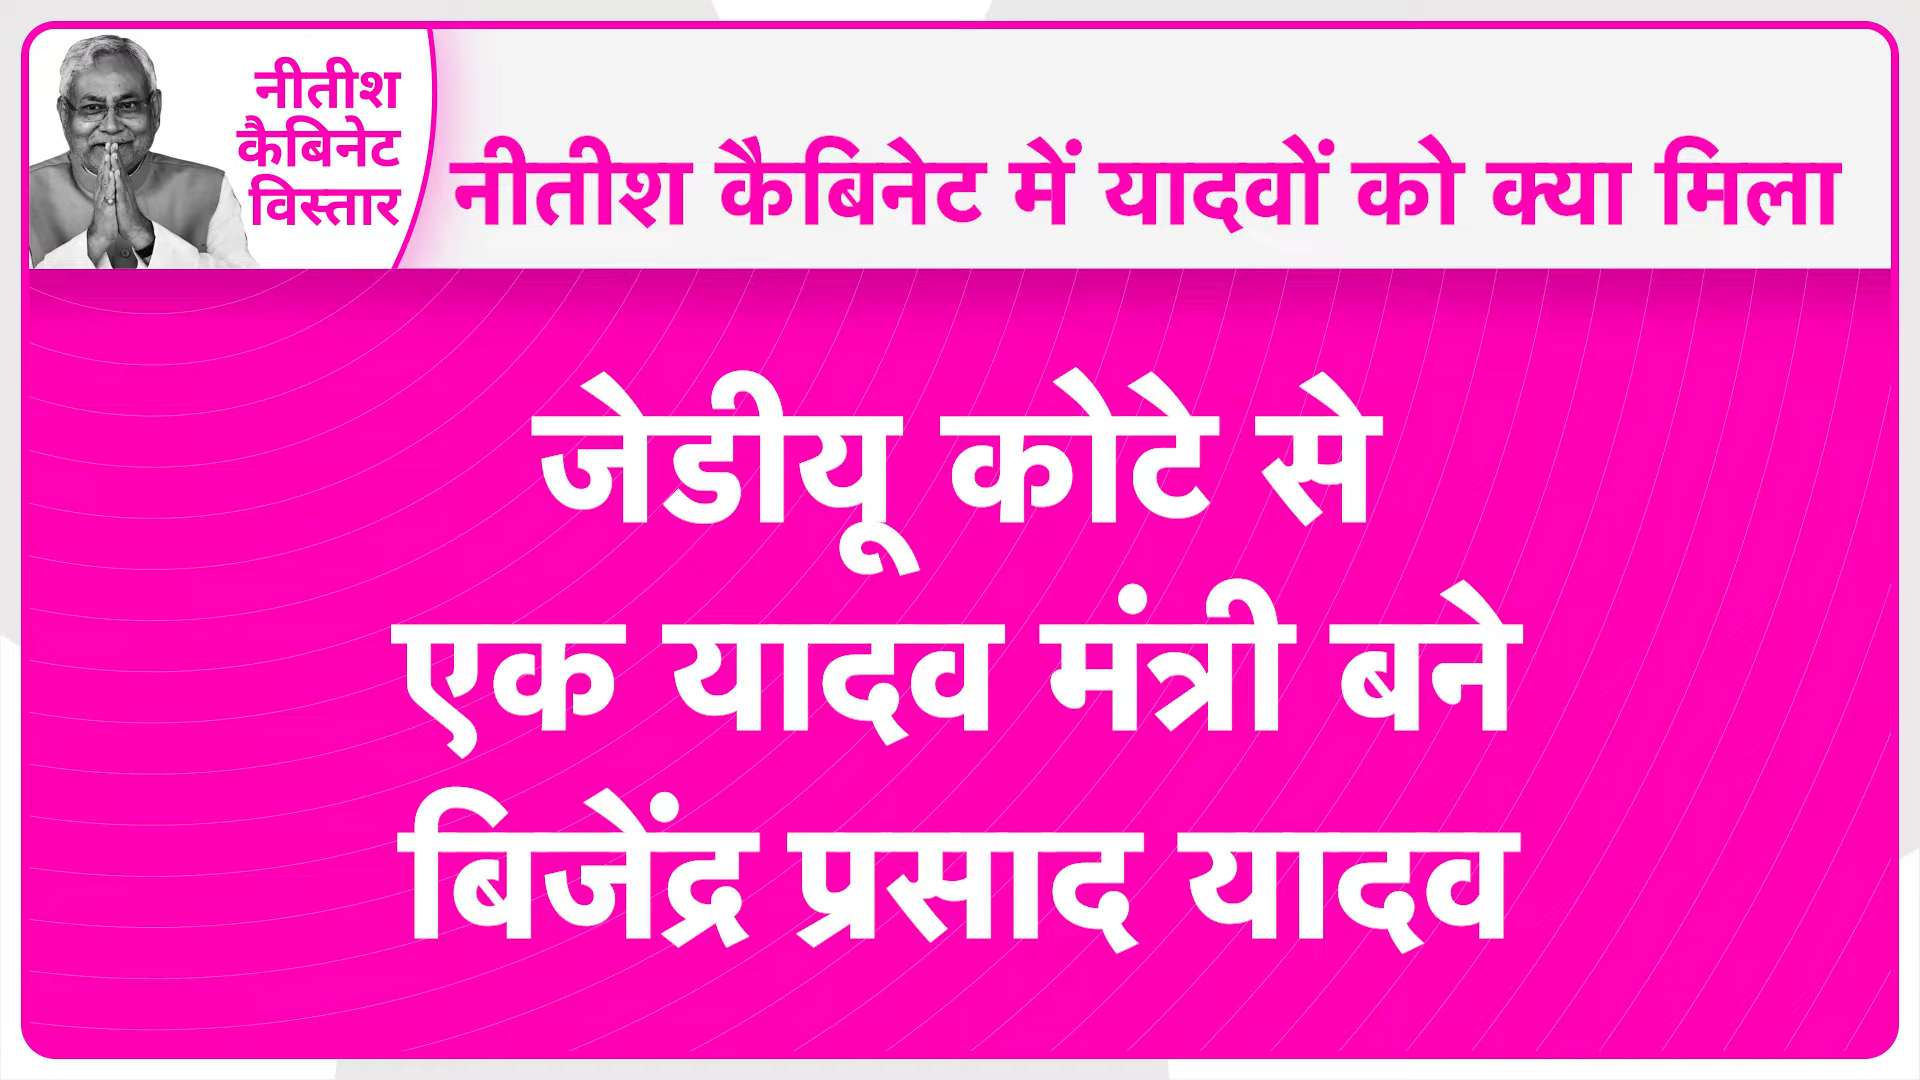 नीतीश
कैबिनेट
विस्तार
नीतीश कैबिनेट में यादवों को क्या मिला
जेडीयू कोटे से
एक यादव मंत्री बने
बिजेंद्र प्रसाद यादव